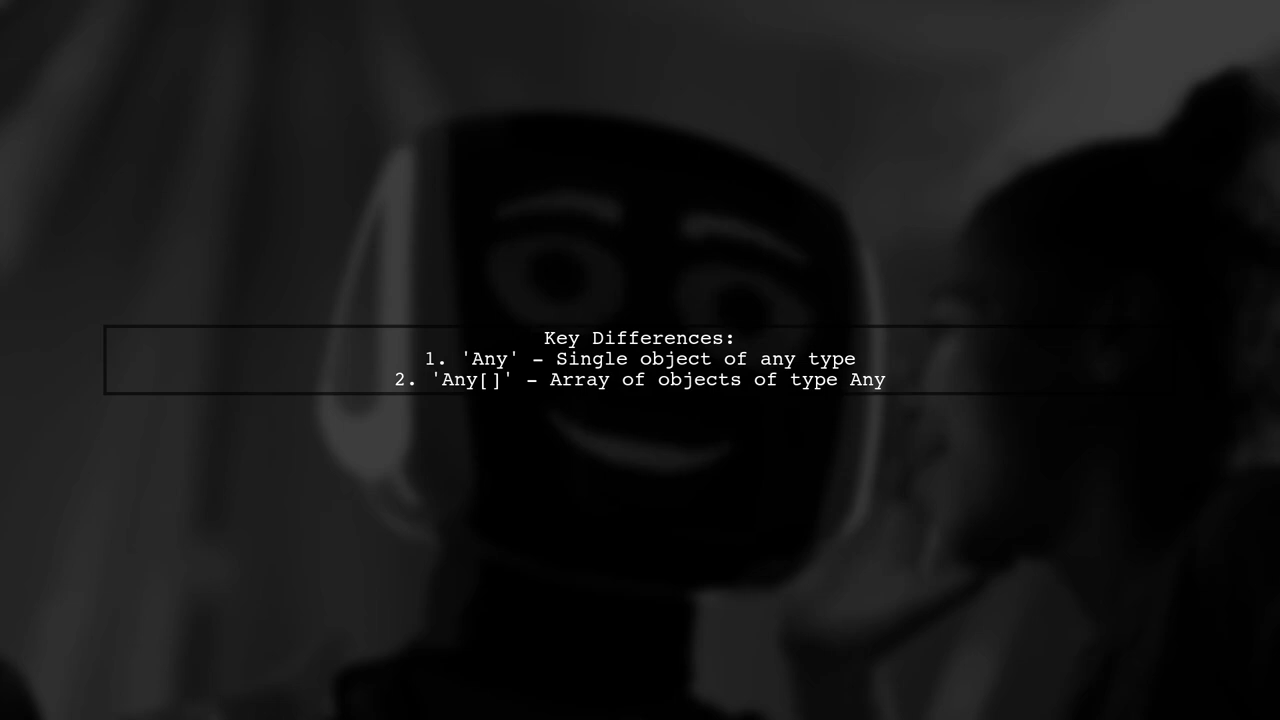 Key Differences:
1. 'Any' – Single object of any type
2. 'Any[]' – Array of objects of type Any